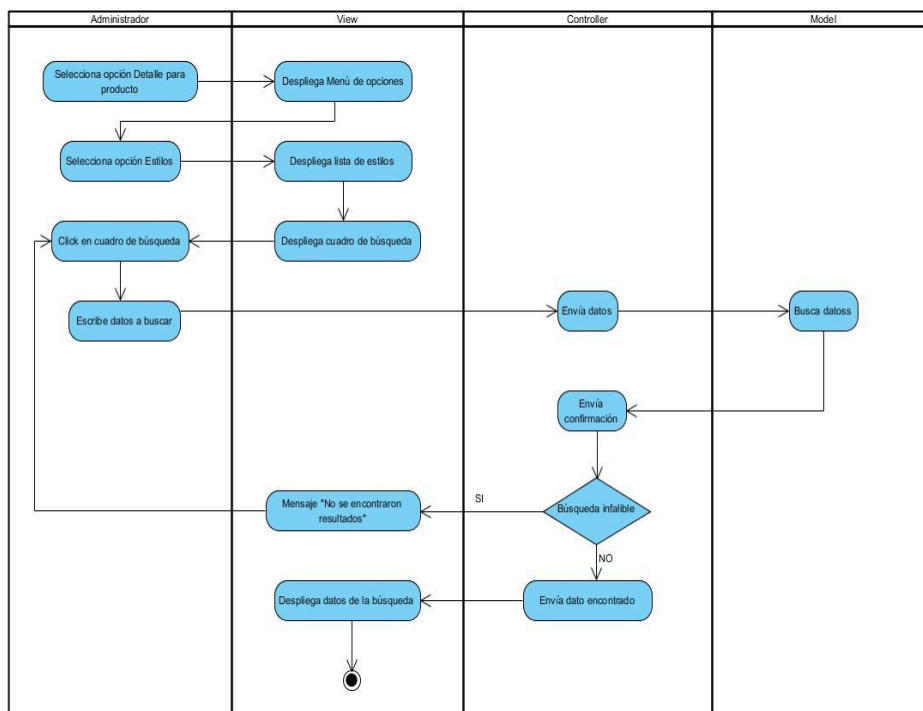 Administrador
View
Controller
Model
Selecciona opción Detalle para
producto
Despliega Menú de opciones
Selecciona opción Estilos
Despliega lista de estilos
Click en cuadro de búsqueda
Despliega cuadro de búsqueda
Escribe datos a buscar
Envía datos
Busca datoss
Envía
confirmación
Mensaje "No se encontraron
resultados"
SI
Búsqueda infalible
NO
Despliega datos de la búsqueda
Envía dato encontrado